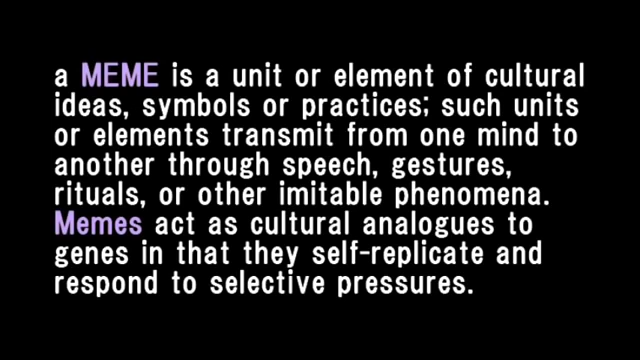 a MEME is a unit or element of cultural
ideas, symbols or practices; such units
or elements transmit from one mind to
another through speech, gestures,
rituals, or other imitable phenomena.
Memes act as cultural analogues to
genes in that they self-replicate and
respond to selective pressures.